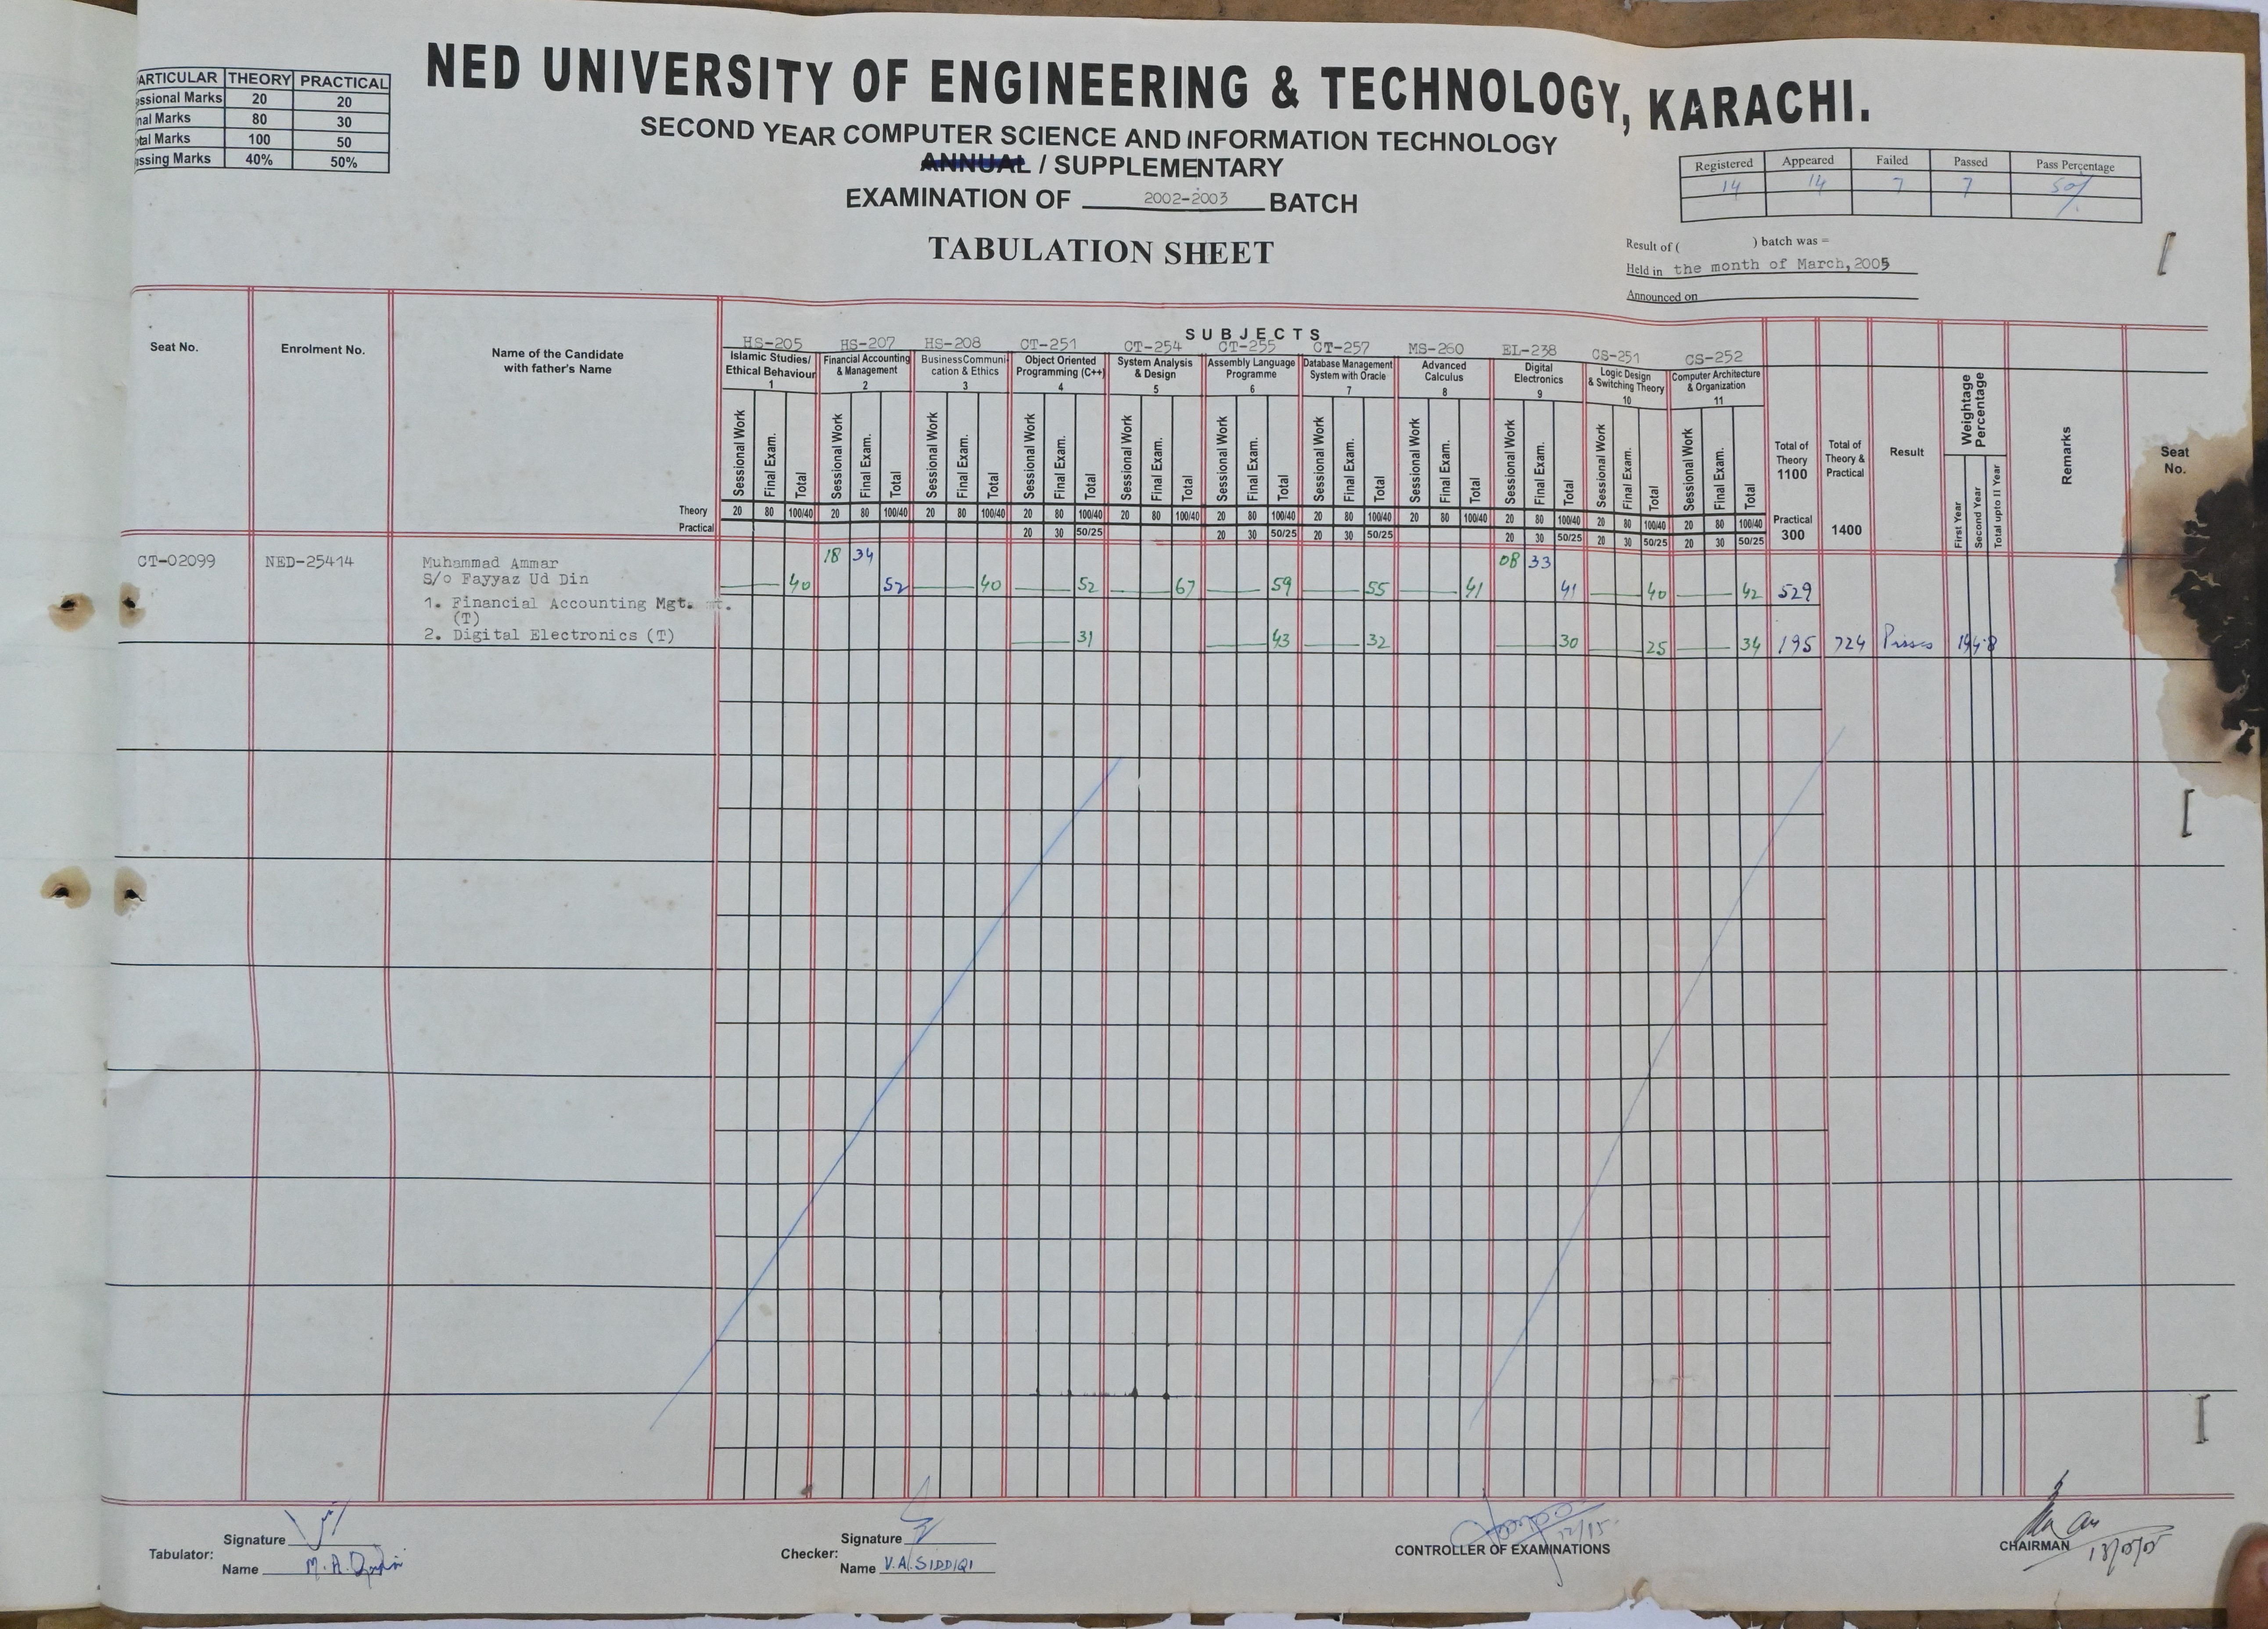 ARTICULAR THEORY PRACTICAL
ssional Marks 20 20
nal Marks 80 30
tal Marks 100 50
ssing Marks 40% 50%
NED UNIVERSITY OF ENGINEERING & TECHNOLOGY, KARACHI.
SECOND YEAR COMPUTER SCIENCE AND INFORMATION TECHNOLOGY
ANNUAL / SUPPLEMENTARY
EXAMINATION OF 2002-2003 BATCH
TABULATION SHEET
Registered Appeared Failed Passed Pass Percentage
14 14 7 7 50%
Result of ( ) batch was =
Held in the month of March, 2005
Announced on
SUBJECTS
HS-205 HS-207 HS-208 CT-251 CT-254 CT-255 CT-257 MS-260 EL-238 CS-251 CS-252
Seat No.
Enrolment No.
Name of the Candidate
with father's Name
Islamic Studies/
Ethical Behaviour
1
Financial Accounting
& Management
2
Business Communi-
cation & Ethics
3
Object Oriented
Programming (C++)
4
System Analysis
& Design
5
Assembly Language
Programme
6
Database Management
System with Oracle
7
Advanced
Calculus
8
Digital
Electronics
9
Logic Design
& Switching Theory
10
Computer Architecture
& Organization
11
Sessional Work Final Exam. Total Sessional Work Final Exam. Total Sessional Work Final Exam. Total Sessional Work Final Exam. Total Sessional Work Final Exam. Total Sessional Work Final Exam. Total Sessional Work Final Exam. Total Sessional Work Final Exam. Total Sessional Work Final Exam. Total Sessional Work Final Exam. Total Sessional Work Final Exam. Total
Total of
Theory
1100
Practical
300
Total of
Theory &
Practical
1400
Result
Weightage
Percentage
First Year
Second Year
Total upto II Year
Remarks
Seat
No.
Theory 20 80 100/40 20 80 100/40 20 80 100/40 20 80 100/40 20 80 100/40 20 80 100/40 20 80 100/40 20 80 100/40 20 80 100/40 20 80 100/40 20 80 100/40
Practical 20 30 50/25 20 30 50/25 20 30 50/25 20 30 50/25 20 30 50/25 20 30 50/25
CT-02099 NED-25414 Muhammad Ammar 18 34 08 33
S/o Fayyaz Ud Din 40 52 40 52 67 59 55 41 41 40 42 529
1. Financial Accounting Mgt.
(T)
2. Digital Electronics (T) 31 43 32 30 25 34 195 724 194.8
Tabulator:
Signature
Name
Checker:
Signature
Name V.A. SIDDIQI
CONTROLLER OF EXAMINATIONS
CHAIRMAN